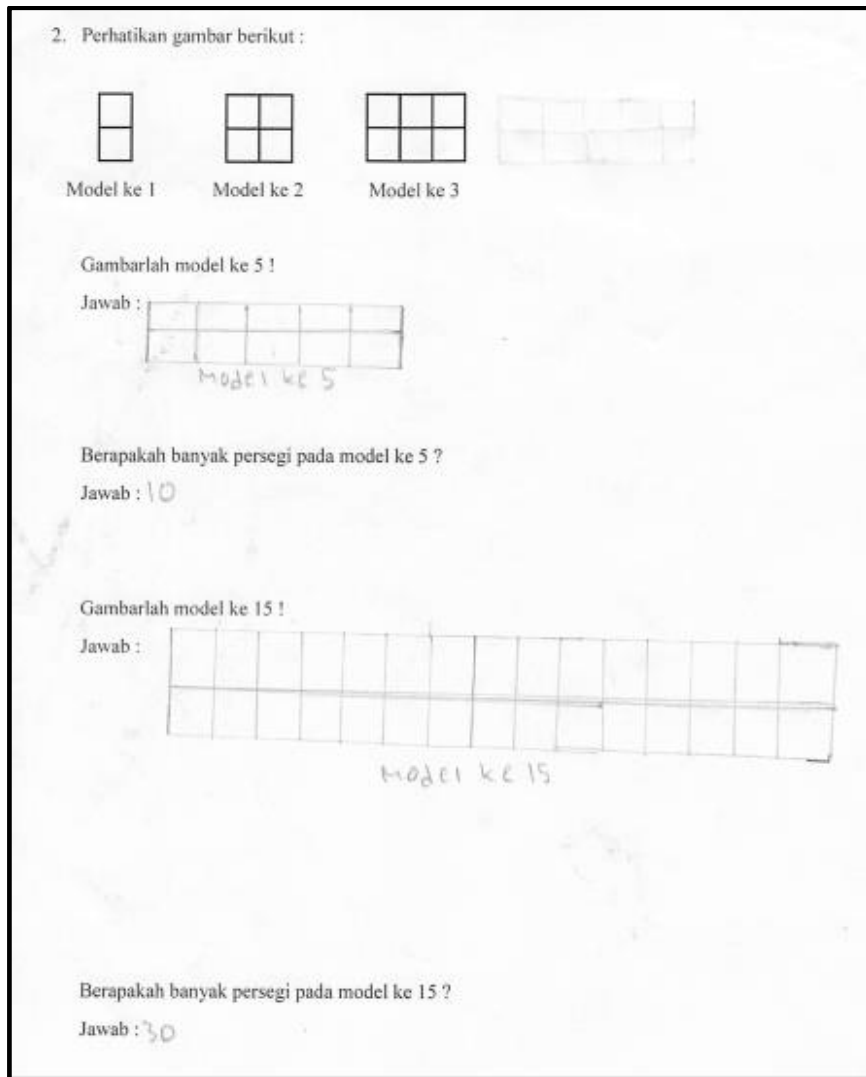 2. Perhatikan gambar berikut :
Model ke 1 Model ke 2 Model ke 3
Gambarlah model ke 5 !
Jawab :
Model ke 5
Berapakah banyak persegi pada model ke 5 ?
Jawab : 10
Gambarlah model ke 15 !
Jawab :
Model ke 15
Berapakah banyak persegi pada model ke 15 ?
Jawab : 30